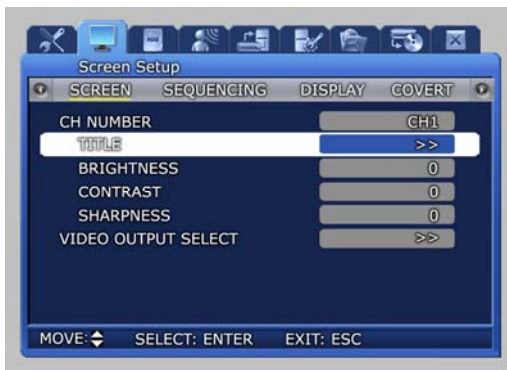 Screen Setup
SCREEN SEQUENCING DISPLAY COVERT
CH NUMBER CH1
TITLE >>
BRIGHTNESS 0
CONTRAST 0
SHARPNESS 0
VIDEO OUTPUT SELECT >>
MOVE: SELECT: ENTER EXIT: ESC